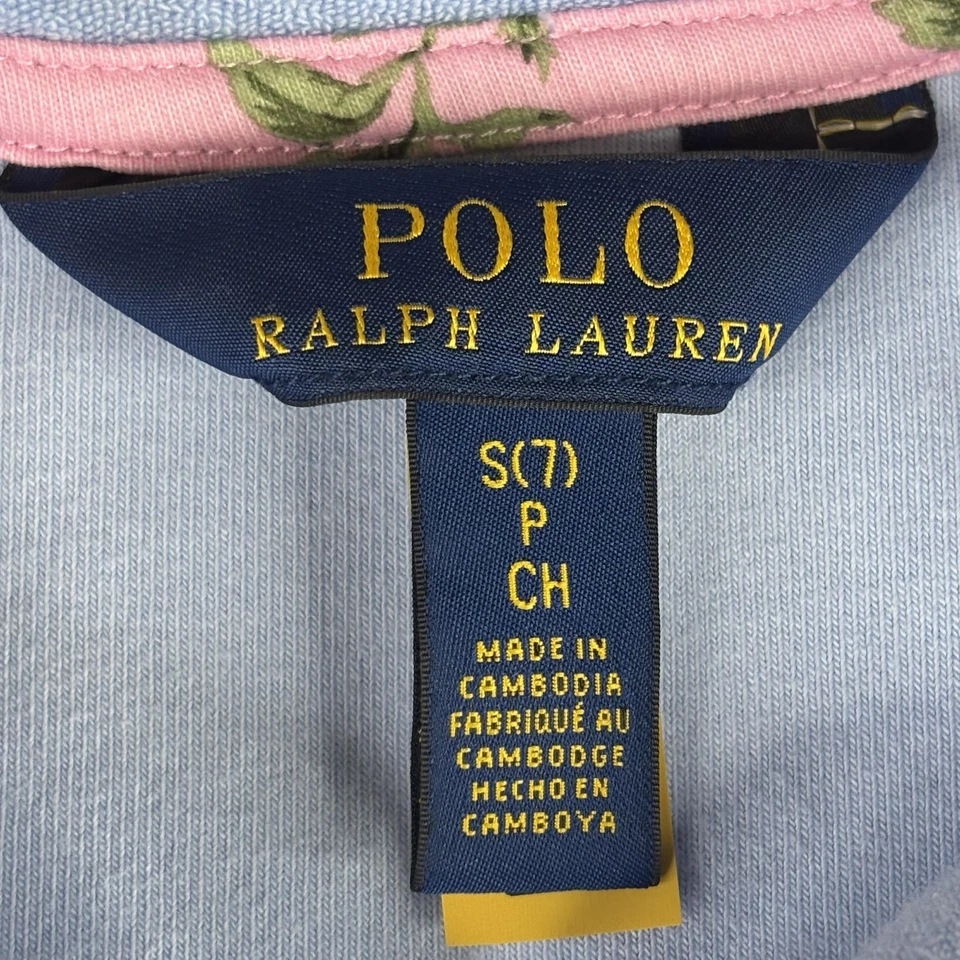 POLO
RALPH LAUREN
S(7)
P
CH
MADE IN
CAMBODIA
FABRIQUÉ AU
CAMBODGE
HECHO EN
CAMBOYA